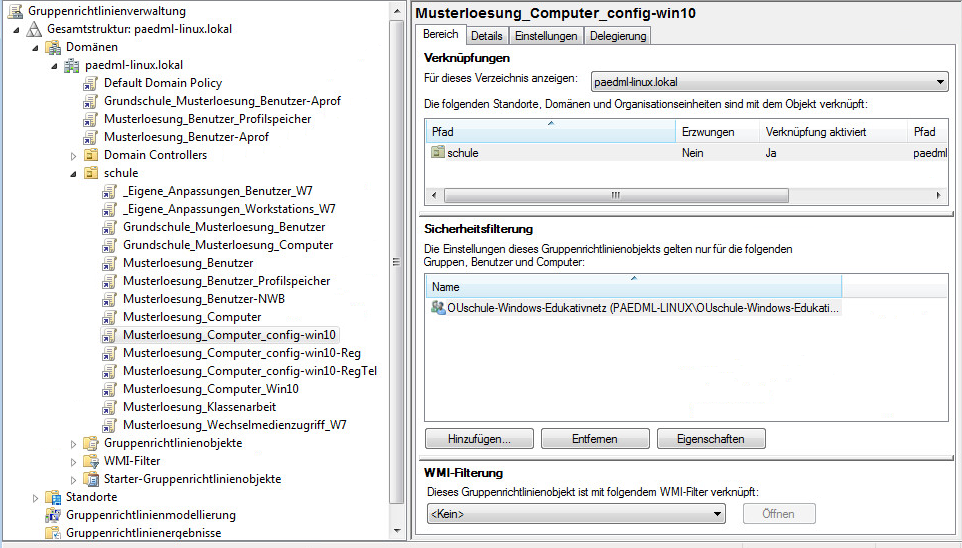 Gruppenrichtlinienverwaltung
Gesamtstruktur: paedml-linux.lokal
Domänen
paedml-linux.lokal
Default Domain Policy
Grundschule_Musterloesung_Benutzer-Aprof
Musterloesung_Benutzer_Profilspeicher
Musterloesung_Benutzer-Aprof
Domain Controllers
schule
_Eigene_Anpassungen_Benutzer_W7
_Eigene_Anpassungen_Workstations_W7
Grundschule_Musterloesung_Benutzer
Grundschule_Musterloesung_Computer
Musterloesung_Benutzer
Musterloesung_Benutzer_Profilspeicher
Musterloesung_Benutzer-NWB
Musterloesung_Computer
Musterloesung_Computer_config-win10
Musterloesung_Computer_config-win10-Reg
Musterloesung_Computer_config-win10-RegTel
Musterloesung_Computer_Win10
Musterloesung_Klassenarbeit
Musterloesung_Wechselmedienzugriff_W7
Gruppenrichtlinienobjekte
WMI-Filter
Starter-Gruppenrichtlinienobjekte
Standorte
Gruppenrichtlinienmodellierung
Gruppenrichtlinienergebnisse
Musterloesung_Computer_config-win10
Bereich Details Einstellungen Delegierung
Verknüpfungen
Für dieses Verzeichnis anzeigen: paedml-linux.lokal
Die folgenden Standorte, Domänen und Organisationseinheiten sind mit dem Objekt verknüpft:
Pfad Erzwungen Verknüpfung aktiviert Pfad
schule Nein Ja paedml
Sicherheitsfilterung
Die Einstellungen dieses Gruppenrichtlinienobjekts gelten nur für die folgenden
Gruppen, Benutzer und Computer:
Name
OUschule-Windows-Edukativnetz (PAEDML-LINUX\OUschule-Windows-Edukati...
Hinzufügen... Entfernen Eigenschaften
WMI-Filterung
Dieses Gruppenrichtlinienobjekt ist mit folgendem WMI-Filter verknüpft:
<Kein> Öffnen